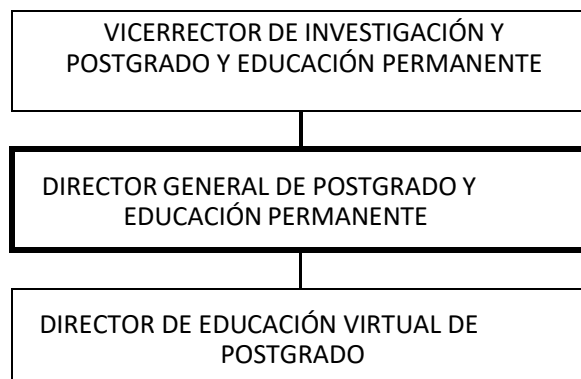 VICERRECTOR DE INVESTIGACIÓN Y
POSTGRADO Y EDUCACIÓN PERMANENTE
DIRECTOR GENERAL DE POSTGRADO Y
EDUCACIÓN PERMANENTE
DIRECTOR DE EDUCACIÓN VIRTUAL DE
POSTGRADO